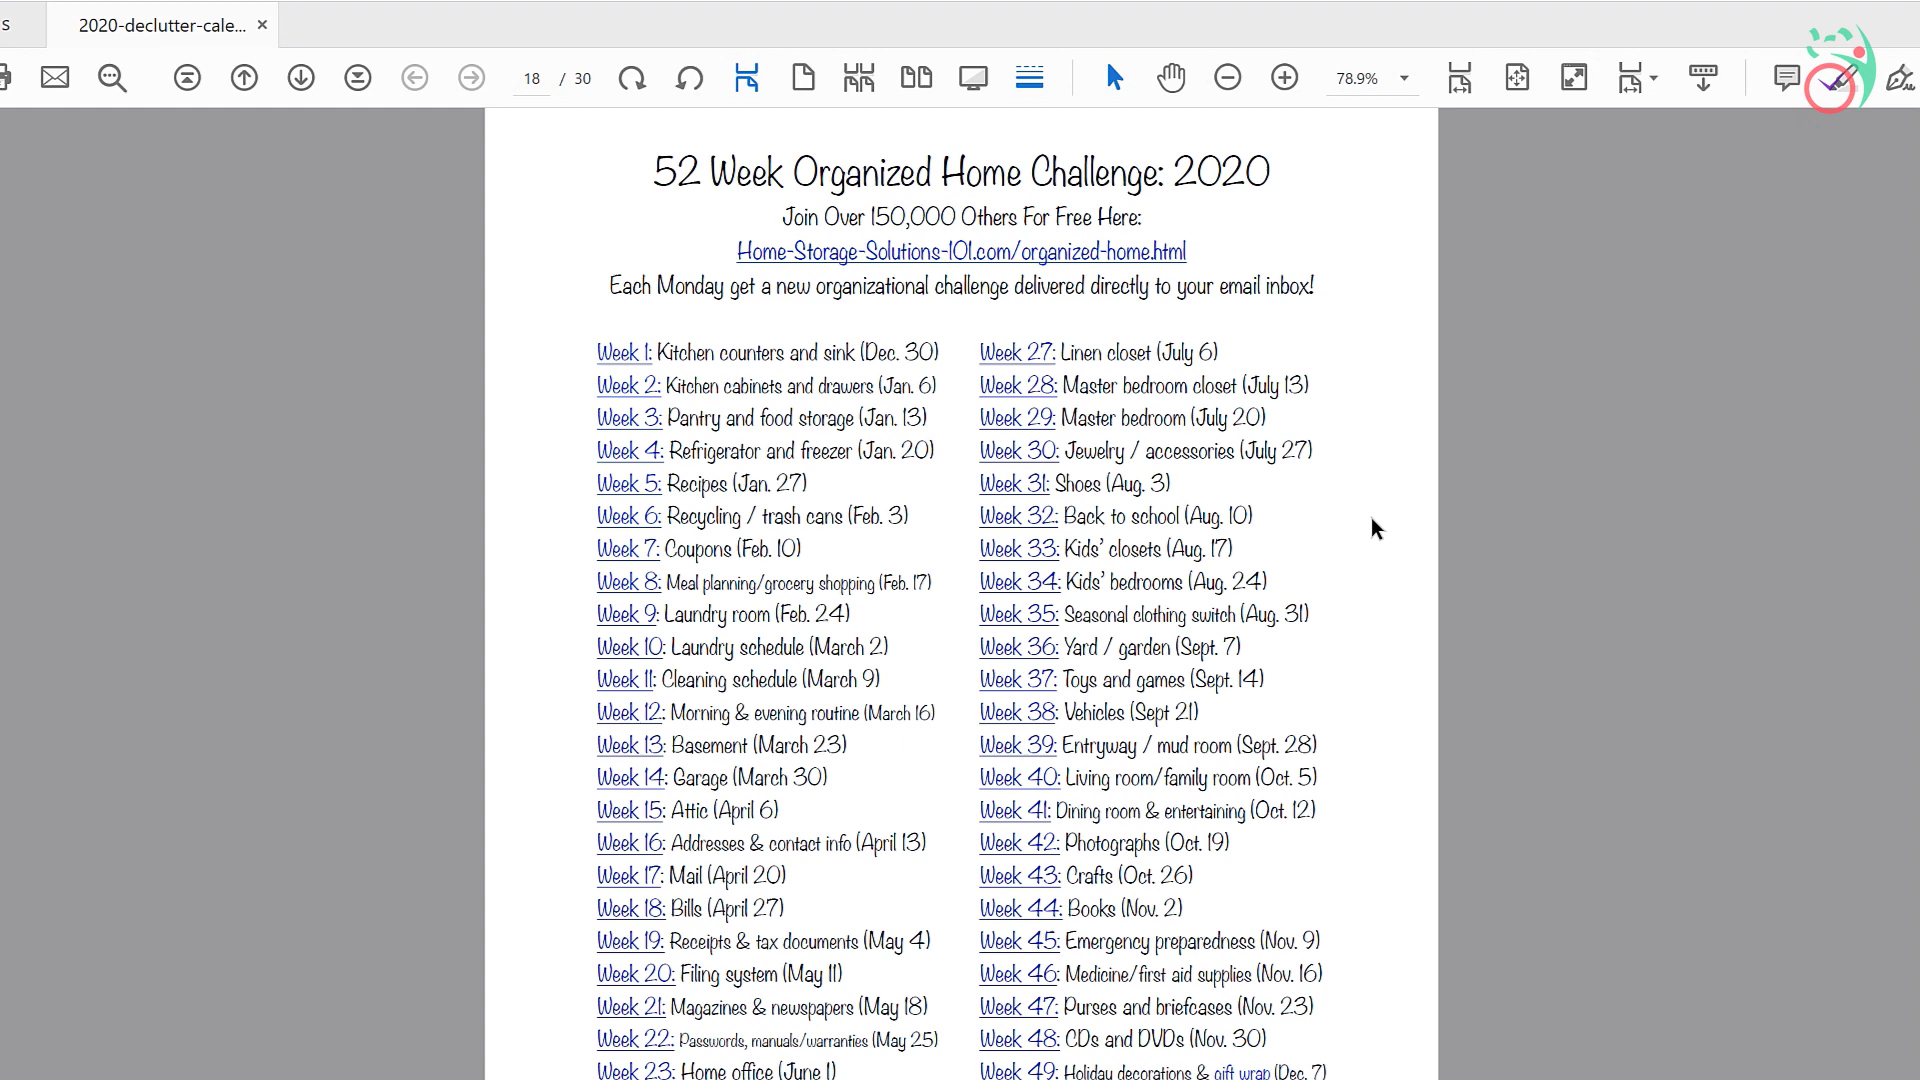 s
2020-declutter-cale... ×
18 / 30
78.9%
52 Week Organized Home Challenge: 2020
Join Over 150,000 Others For Free Here:
Home-Storage-Solutions-101.com/organized-home.html
Each Monday get a new organizational challenge delivered directly to your email inbox!
Week 1: Kitchen counters and sink (Dec. 30)
Week 2: Kitchen cabinets and drawers (Jan. 6)
Week 3: Pantry and food storage (Jan. 13)
Week 4: Refrigerator and freezer (Jan. 20)
Week 5: Recipes (Jan. 27)
Week 6: Recycling / trash cans (Feb. 3)
Week 7: Coupons (Feb. 10)
Week 8: Meal planning/grocery shopping (Feb. 17)
Week 9: Laundry room (Feb. 24)
Week 10: Laundry schedule (March 2)
Week 11: Cleaning schedule (March 9)
Week 12: Morning & evening routine (March 16)
Week 13: Basement (March 23)
Week 14: Garage (March 30)
Week 15: Attic (April 6)
Week 16: Addresses & contact info (April 13)
Week 17: Mail (April 20)
Week 18: Bills (April 27)
Week 19: Receipts & tax documents (May 4)
Week 20: Filing system (May 11)
Week 21: Magazines & newspapers (May 18)
Week 22: Passwords, manuals/warranties (May 25)
Week 23: Home office (June 1)
Week 27: Linen closet (July 6)
Week 28: Master bedroom closet (July 13)
Week 29: Master bedroom (July 20)
Week 30: Jewelry / accessories (July 27)
Week 31: Shoes (Aug. 3)
Week 32: Back to school (Aug. 10)
Week 33: Kids' closets (Aug. 17)
Week 34: Kids' bedrooms (Aug. 24)
Week 35: Seasonal clothing switch (Aug. 31)
Week 36: Yard / garden (Sept. 7)
Week 37: Toys and games (Sept. 14)
Week 38: Vehicles (Sept 21)
Week 39: Entryway / mud room (Sept. 28)
Week 40: Living room/family room (Oct. 5)
Week 41: Dining room & entertaining (Oct. 12)
Week 42: Photographs (Oct. 19)
Week 43: Crafts (Oct. 26)
Week 44: Books (Nov. 2)
Week 45: Emergency preparedness (Nov. 9)
Week 46: Medicine/first aid supplies (Nov. 16)
Week 47: Purses and briefcases (Nov. 23)
Week 48: CDs and DVDs (Nov. 30)
Week 49: Holiday decorations & gift wrap (Dec. 7)